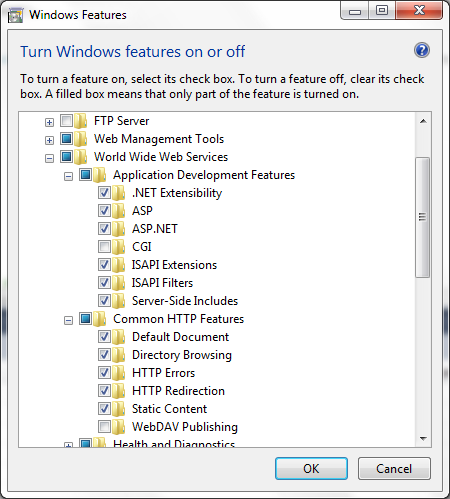 Windows Features
Turn Windows features on or off
To turn a feature on, select its check box. To turn a feature off, clear its check
box. A filled box means that only part of the feature is turned on.
FTP Server
Web Management Tools
World Wide Web Services
Application Development Features
.NET Extensibility
ASP
ASP.NET
CGI
ISAPI Extensions
ISAPI Filters
Server-Side Includes
Common HTTP Features
Default Document
Directory Browsing
HTTP Errors
HTTP Redirection
Static Content
WebDAV Publishing
Health and Diagnostics
OK Cancel